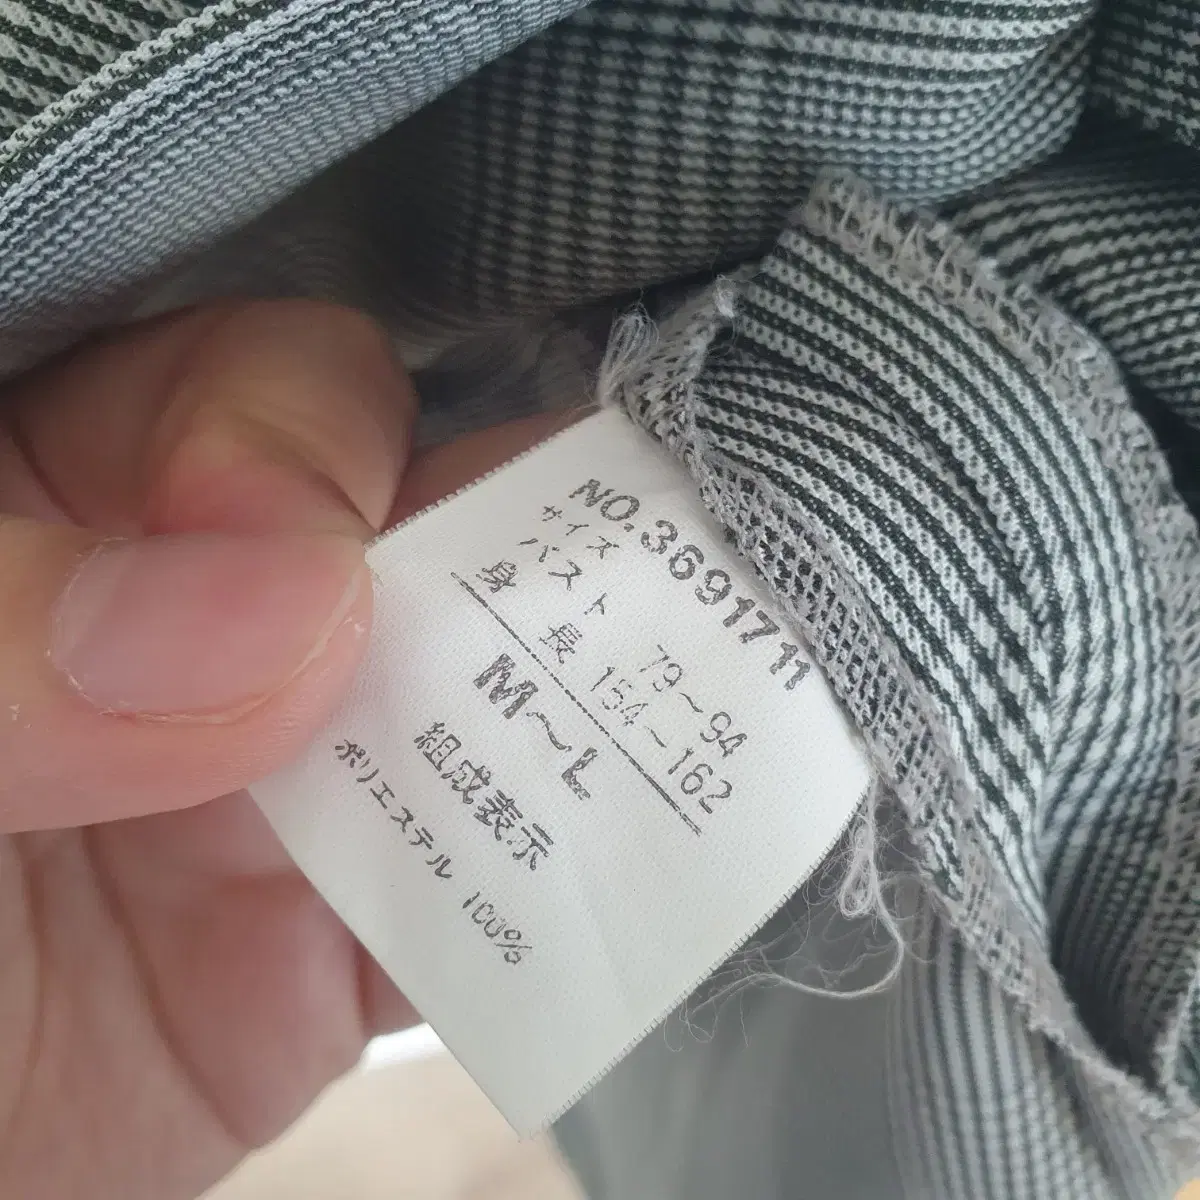 NO.3691711
サイズ
バスト 79～94
身長 154～162
M～L
組成表示
ポリエステル 100%